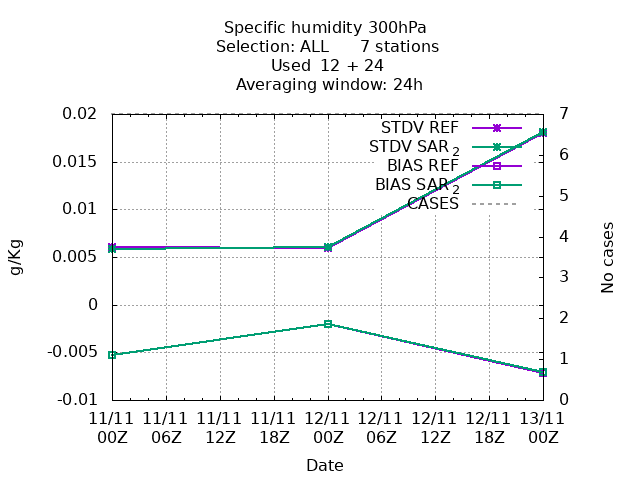 Specific humidity 300hPa
Selection: ALL 7 stations
Used 12 + 24
Averaging window: 24h
0.02
0.015
0.01
0.005
0
-0.005
-0.01
g/Kg
STDV REF
STDV SAR 2
BIAS REF
BIAS SAR 2
CASES
7
6
5
4
3
2
1
0
No cases
11/11 11/11 11/11 11/11 12/11 12/11 12/11 12/11 13/11
00Z 06Z 12Z 18Z 00Z 06Z 12Z 18Z 00Z
Date